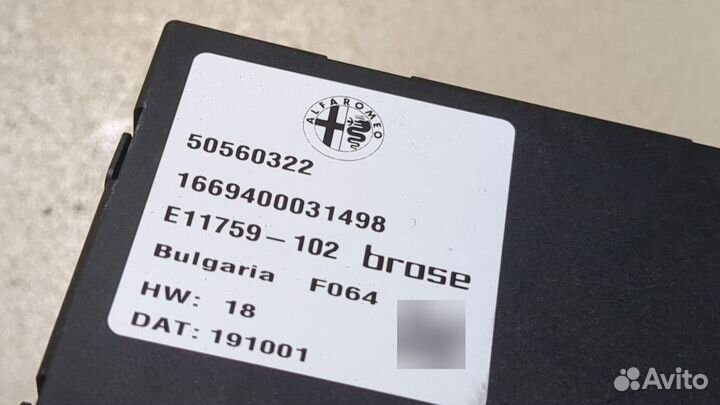 ALFA ROMEO
50560322
1669400031498
E11759-102 brose
Bulgaria F064
HW: 18
DAT: 191001
Avito